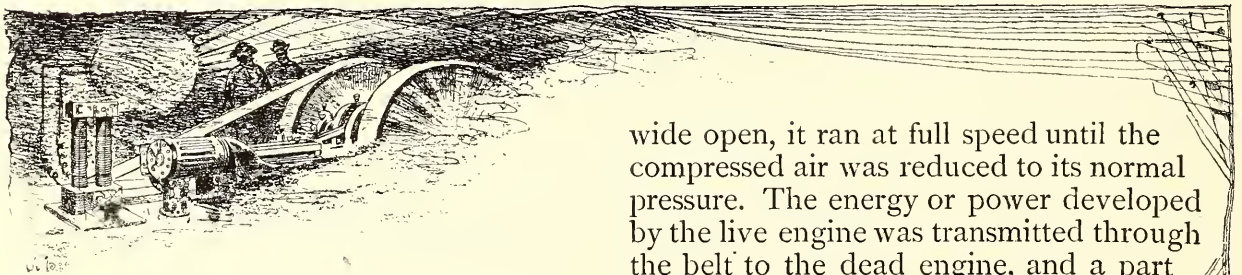 wide open, it ran at full speed until the
compressed air was reduced to its normal
pressure. The energy or power developed
by the live engine was transmitted through
the belt to the dead engine, and a part